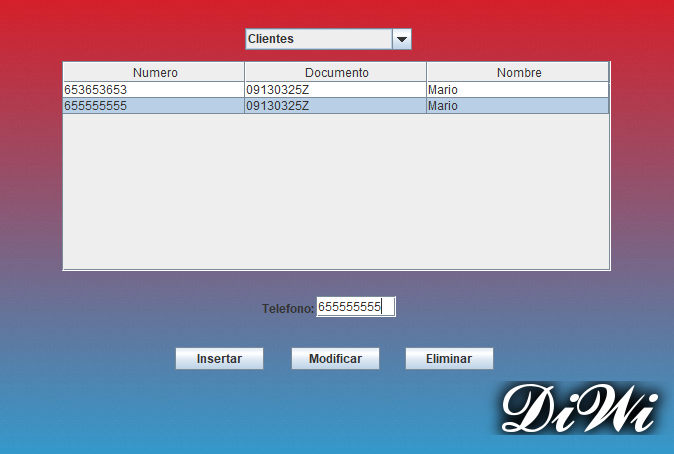 Clientes
Numero Documento Nombre
653653653 09130325Z Mario
655555555 09130325Z Mario
Telefono: 655555555
Insertar Modificar Eliminar
DiWi